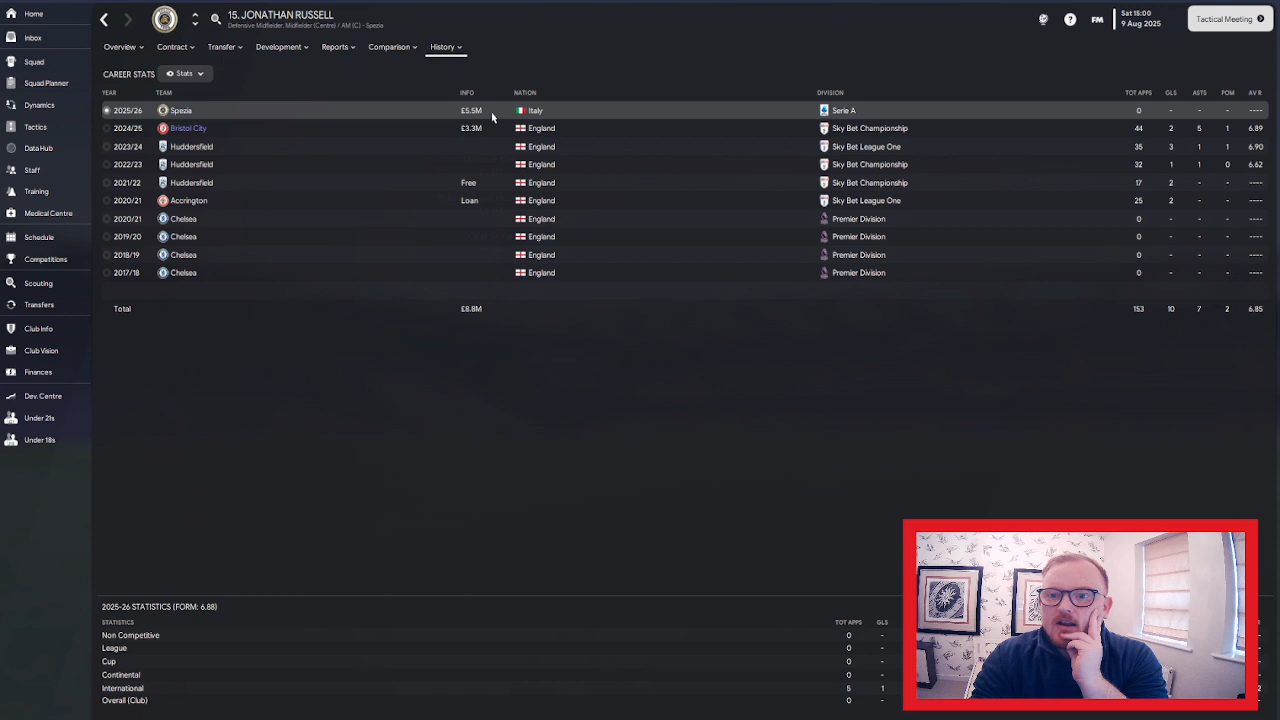 Home
15. JONATHAN RUSSELL
Defensive Midfielder, Midfielder (Centre) / AM (C) - Spezia
FM
Sat 15:00
9 Aug 2025
Tactical Meeting
Inbox
Overview Contract Transfer Development Reports Comparison History
Squad
Squad Planner
Dynamics
Tactics
Data Hub
Staff
Training
Medical Centre
Schedule
Competitions
Scouting
Transfers
Club Info
Club Vision
Finances
Dev. Centre
Under 21s
Under 18s
CAREER STATS Stats
YEAR TEAM INFO NATION DIVISION TOT APPS GLS ASTS POM AV R
2025/26 Spezia £5.5M Italy Serie A 0 - - - ----
2024/25 Bristol City £3.3M England Sky Bet Championship 44 2 5 1 6.89
2023/24 Huddersfield England Sky Bet League One 35 3 1 1 6.90
2022/23 Huddersfield England Sky Bet Championship 32 1 1 0 6.62
2021/22 Huddersfield Free England Sky Bet Championship 17 2 - - ----
2020/21 Accrington Loan England Sky Bet League One 25 2 - - ----
2020/21 Chelsea England Premier Division 0 - - - ----
2019/20 Chelsea England Premier Division 0 - - - ----
2018/19 Chelsea England Premier Division 0 - - - ----
2017/18 Chelsea England Premier Division 0 - - - ----
Total £8.8M 153 10 7 2 6.85
2025-26 STATISTICS (FORM: 6.88)
STATISTICS TOT APPS GLS
Non Competitive 0 -
League 0 -
Cup 0 -
Continental 0 -
International 5 1
Overall (Club) 0 -